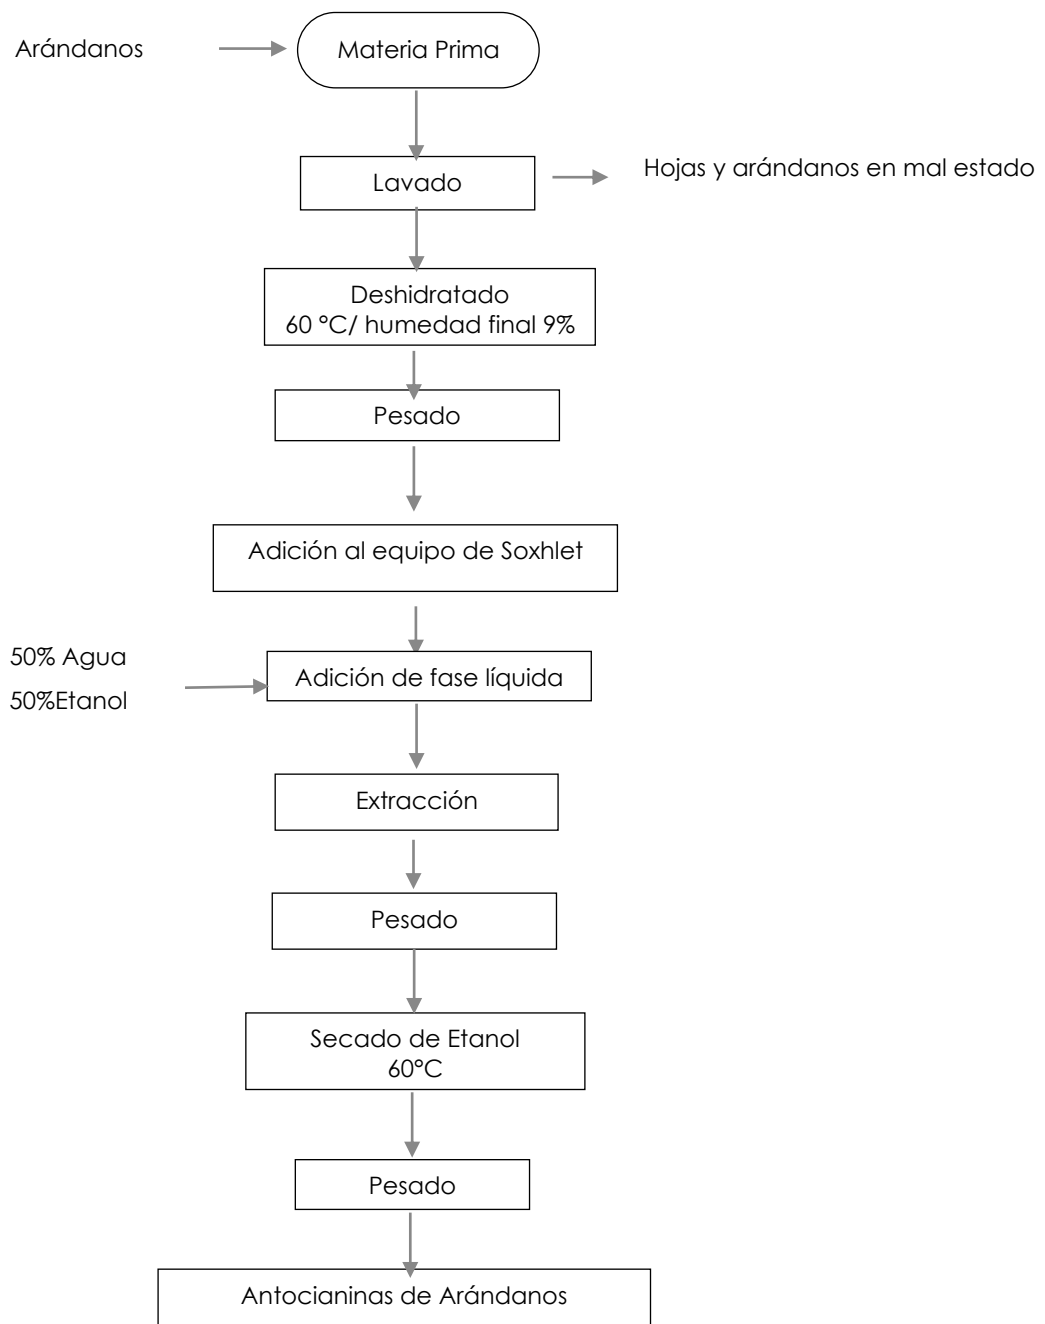 Arándanos
Materia Prima
Lavado
Hojas y arándanos en mal estado
Deshidratado
60 °C/ humedad final 9%
Pesado
Adición al equipo de Soxhlet
50% Agua
50%Etanol
Adición de fase líquida
Extracción
Pesado
Secado de Etanol
60°C
Pesado
Antocianinas de Arándanos